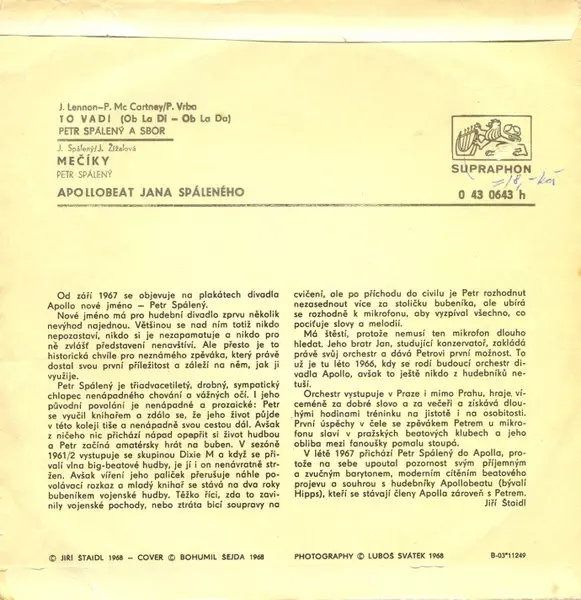 J. Lennon-P. Mc Cartney/P. Vrba
TO VADÍ (Ob La Di - Ob La Da)
PETR SPÁLENÝ A SBOR
J. Spálený/J. Žížalová
MEČÍKY
PETR SPÁLENÝ
APOLLOBEAT JANA SPÁLENÉHO
SUPRAPHON
0 43 0643 h
Od září 1967 se objevuje na plakátech divadla
Apollo nové jméno — Petr Spálený.
Nové jméno má pro hudební divadlo zprvu několik
nevýhod najednou. Většinou se nad ním totiž nikdo
nepozastaví, nikdo si je nezapamatuje a nikdo pro
ně zvlášť představení nenavštíví. Ale přesto je to
historická chvíle pro neznámého zpěváka, který právě
dostal svou první příležitost a záleží na něm, jak ji
využije.
Petr Spálený je třiadvacetiletý, drobný, sympatický
chlapec nenápadného chování a vážných očí. I jeho
původní povolání je nenápadné a prozaické: Petr
se vyučil knihařem a zdálo se, že jeho život půjde
v této koleji tiše a nenápadně svou cestou dál. Avšak
z ničeho nic přichází nápad opepřit si život hudbou
a Petr začíná amatérsky hrát na buben. V sezóně
1961/2 vystupuje se skupinou Dixie M a když se při-
valí vlna big-beatové hudby, je jí i on nenávratně str-
žen. Avšak víření jeho paliček přerušuje náhle po-
volávací rozkaz a mladý knihař se stává na dva roky
bubeníkem vojenské hudby. Těžko říci, zda to zavi-
nily vojenské pochody, nebo ztráta bicí soupravy na
cvičení, ale po příchodu do civilu je Petr rozhodnut
nezasednout více za stoličku bubeníka, ale ubírá
se rozhodně k mikrofonu, aby vyzpíval všechno, co
pociťuje slovy a melodií.
Má štěstí, protože nemusí ten mikrofon dlouho
hledat. Jeho bratr Jan, studující konzervatoř, zakládá
právě svůj orchestr a dává Petrovi první možnost. To
už je tu léto 1966, kdy se rodí budoucí orchestr di-
vadla Apollo, avšak to ještě nikdo z hudebníků ne-
tuší.
Orchestr vystupuje v Praze i mimo Prahu, hraje, ví-
ceméně za dobré slovo a za večeři a získává dlou-
hými hodinami tréninku na jistotě i na osobitosti.
První úspěchy v čele se zpěvákem Petrem u mikro-
fonu slaví v pražských beatových klubech a jeho
obliba mezi fanoušky pomalu stoupá.
V létě 1967 přichází Petr Spálený do Apolla, pro-
tože na sebe upoutal pozornost svým příjemným
a zvučným barytonem, niterným cítěním beatového
projevu a souhrou s hudebníky Apollobeatu (bývalí
Hipps), kteří se stávají členy Apolla zároveň s Petrem.
Jiří Štaidl
© JIŘÍ ŠTAIDL 1968 — COVER © BOHUMIL ŠEJDA 1968
PHOTOGRAPHY © LUBOŠ SVÁTEK 1968
B-03*11249